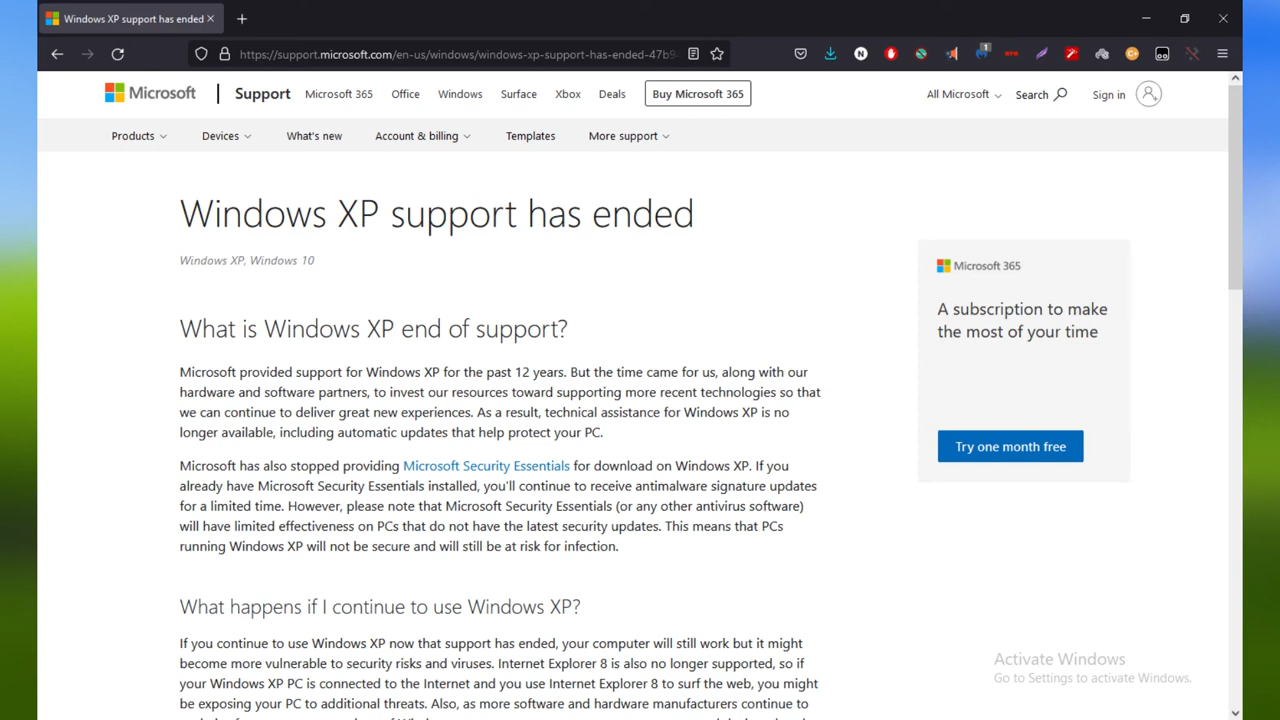 Windows XP support has ended
https://support.microsoft.com/en-us/windows/windows-xp-support-has-ended-47b9
1
Microsoft
Support
Microsoft 365
Office
Windows
Surface
Xbox
Deals
Buy Microsoft 365
All Microsoft
Search
Sign in
Products
Devices
What's new
Account & billing
Templates
More support
Windows XP support has ended
Windows XP, Windows 10
What is Windows XP end of support?
Microsoft provided support for Windows XP for the past 12 years. But the time came for us, along with our
hardware and software partners, to invest our resources toward supporting more recent technologies so that
we can continue to deliver great new experiences. As a result, technical assistance for Windows XP is no
longer available, including automatic updates that help protect your PC.
Microsoft has also stopped providing Microsoft Security Essentials for download on Windows XP. If you
already have Microsoft Security Essentials installed, you'll continue to receive antimalware signature updates
for a limited time. However, please note that Microsoft Security Essentials (or any other antivirus software)
will have limited effectiveness on PCs that do not have the latest security updates. This means that PCs
running Windows XP will not be secure and will still be at risk for infection.
What happens if I continue to use Windows XP?
If you continue to use Windows XP now that support has ended, your computer will still work but it might
become more vulnerable to security risks and viruses. Internet Explorer 8 is also no longer supported, so if
your Windows XP PC is connected to the Internet and you use Internet Explorer 8 to surf the web, you might
be exposing your PC to additional threats. Also, as more software and hardware manufacturers continue to
Microsoft 365
A subscription to make
the most of your time
Try one month free
Activate Windows
Go to Settings to activate Windows.